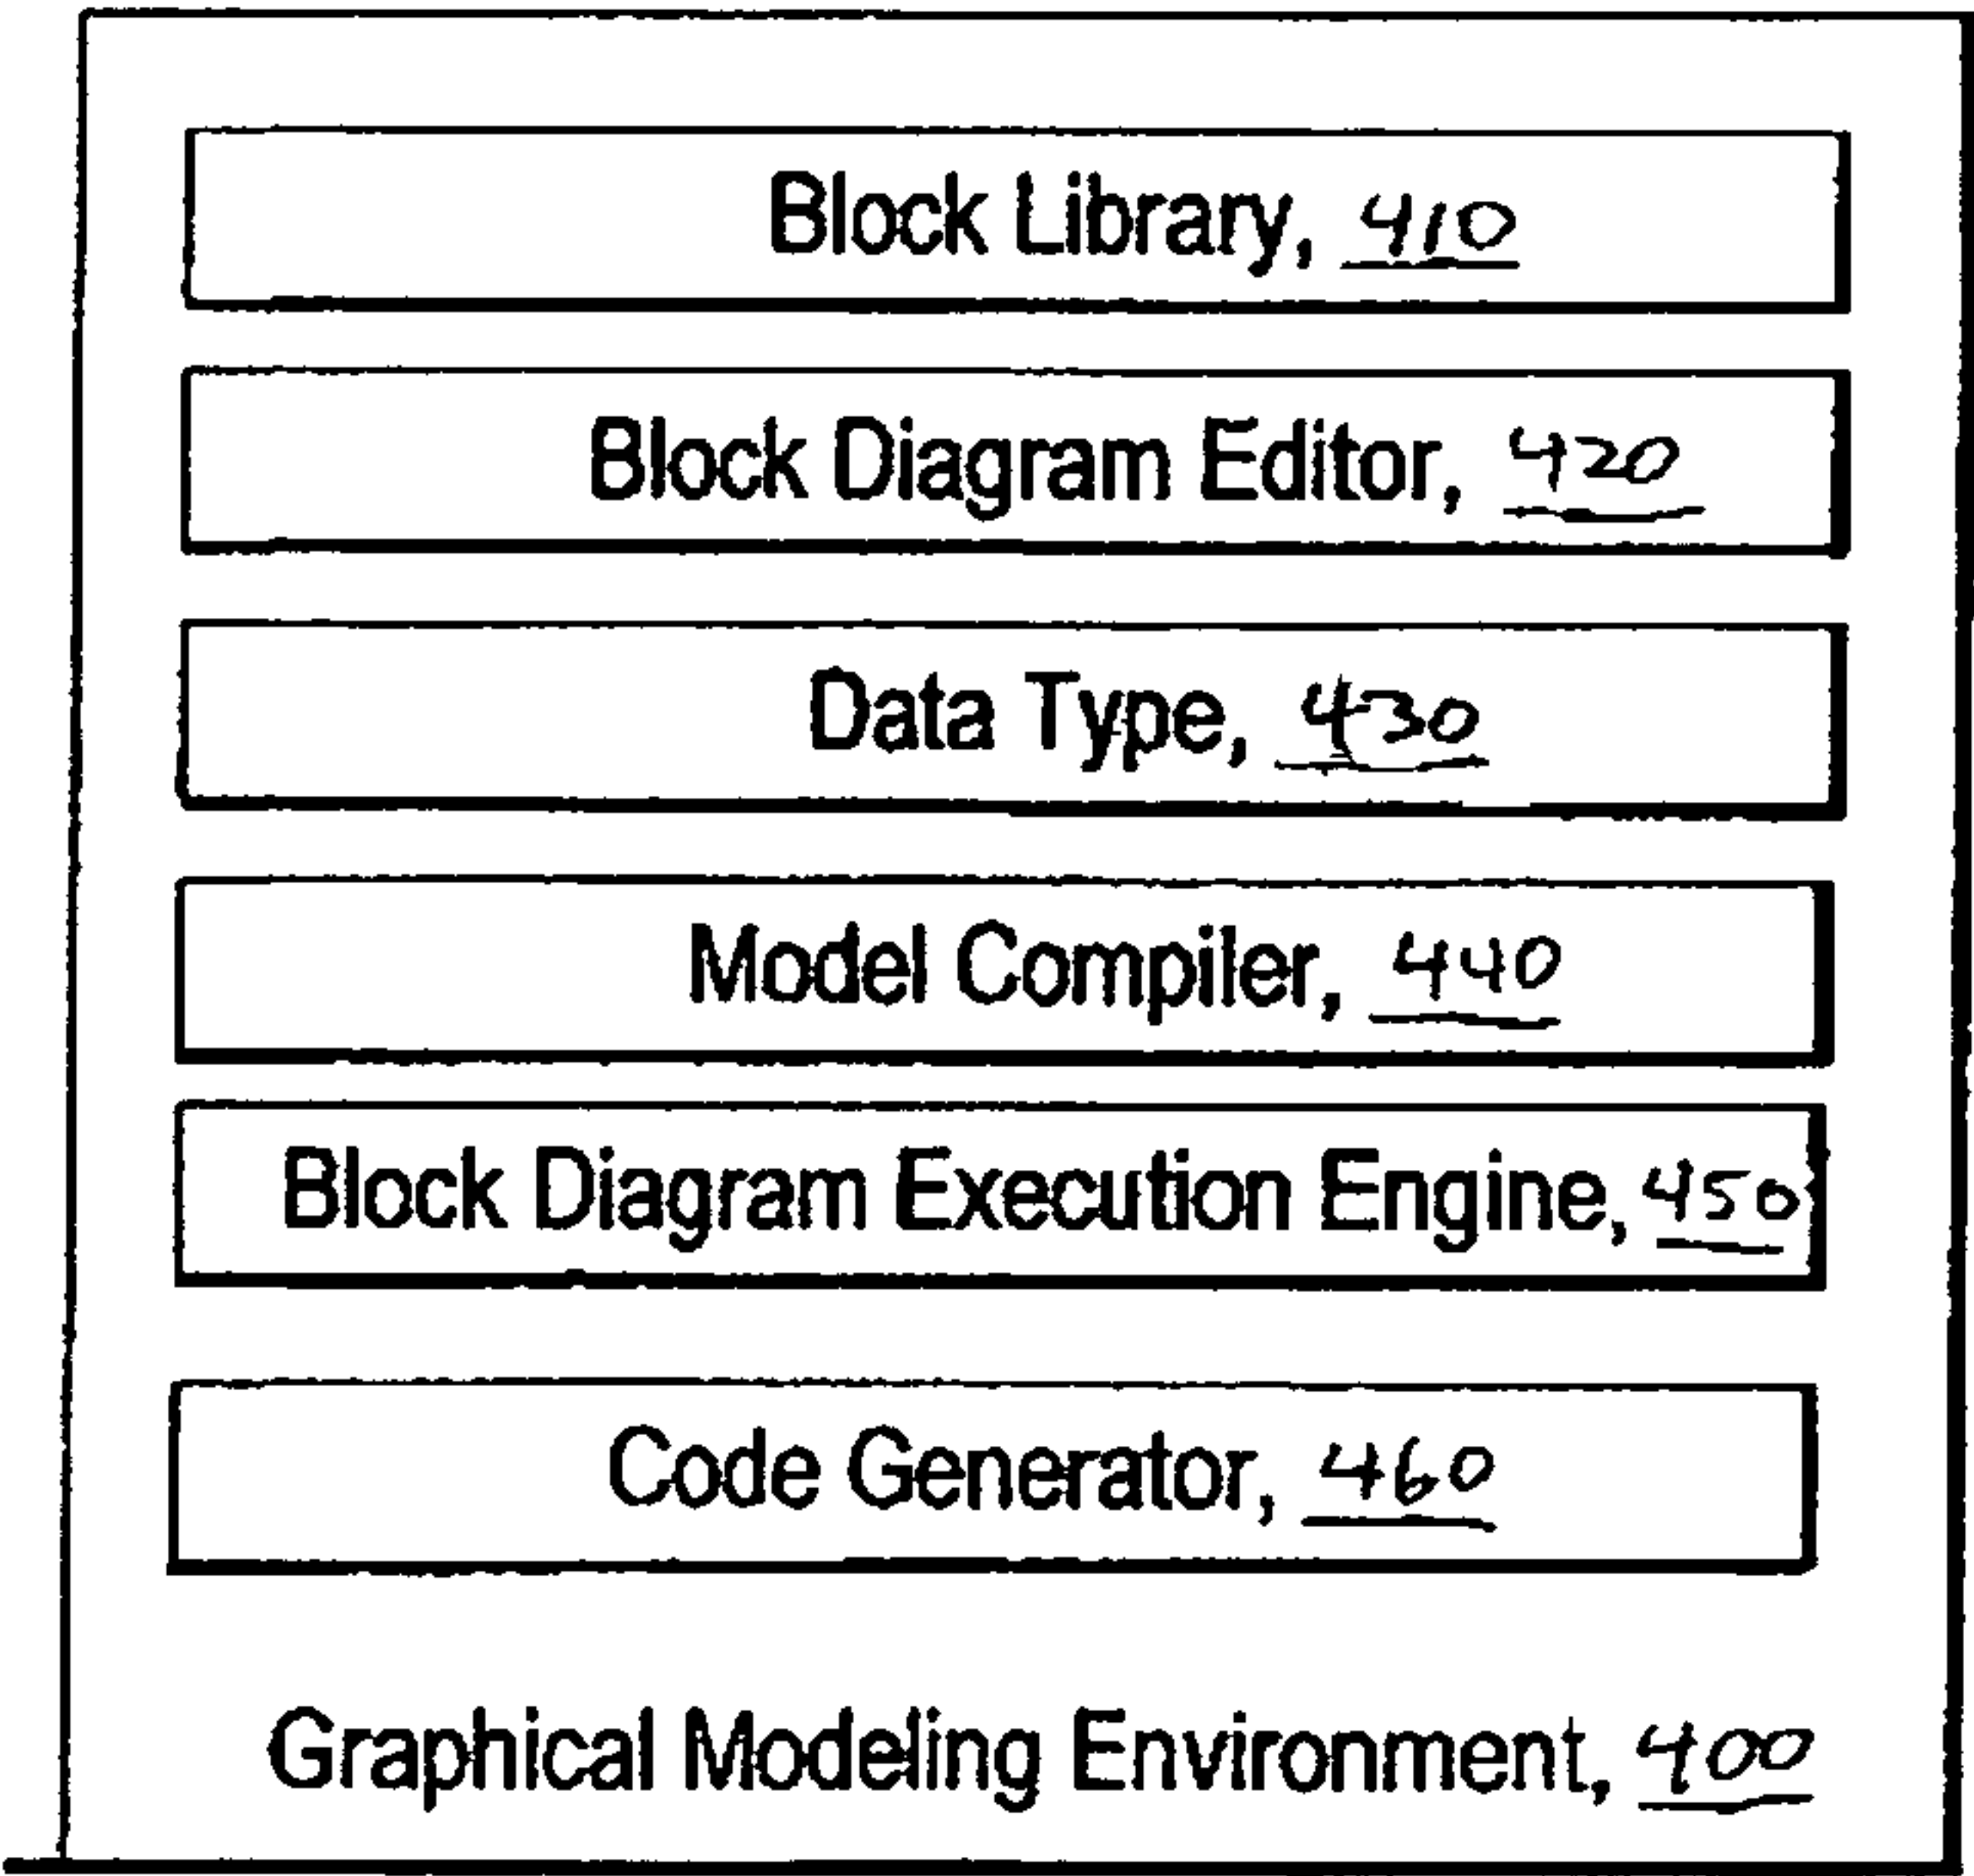 Block Library, 410
Block Diagram Editor, 420
Data Type, 430
Model Compiler, 440
Block Diagram Execution Engine, 450
Code Generator, 460
Graphical Modeling Environment, 400